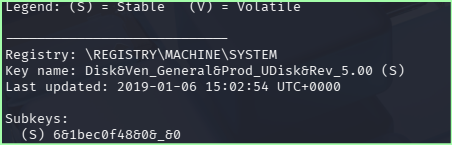 Legend: (S) = Stable   (V) = Volatile

----------------------------
Registry: \REGISTRY\MACHINE\SYSTEM
Key name: Disk&Ven_General&Prod_UDisk&Rev_5.00 (S)
Last updated: 2019-01-06 15:02:54 UTC+0000

Subkeys:
  (S) 6&1bec0f48&0&_&0